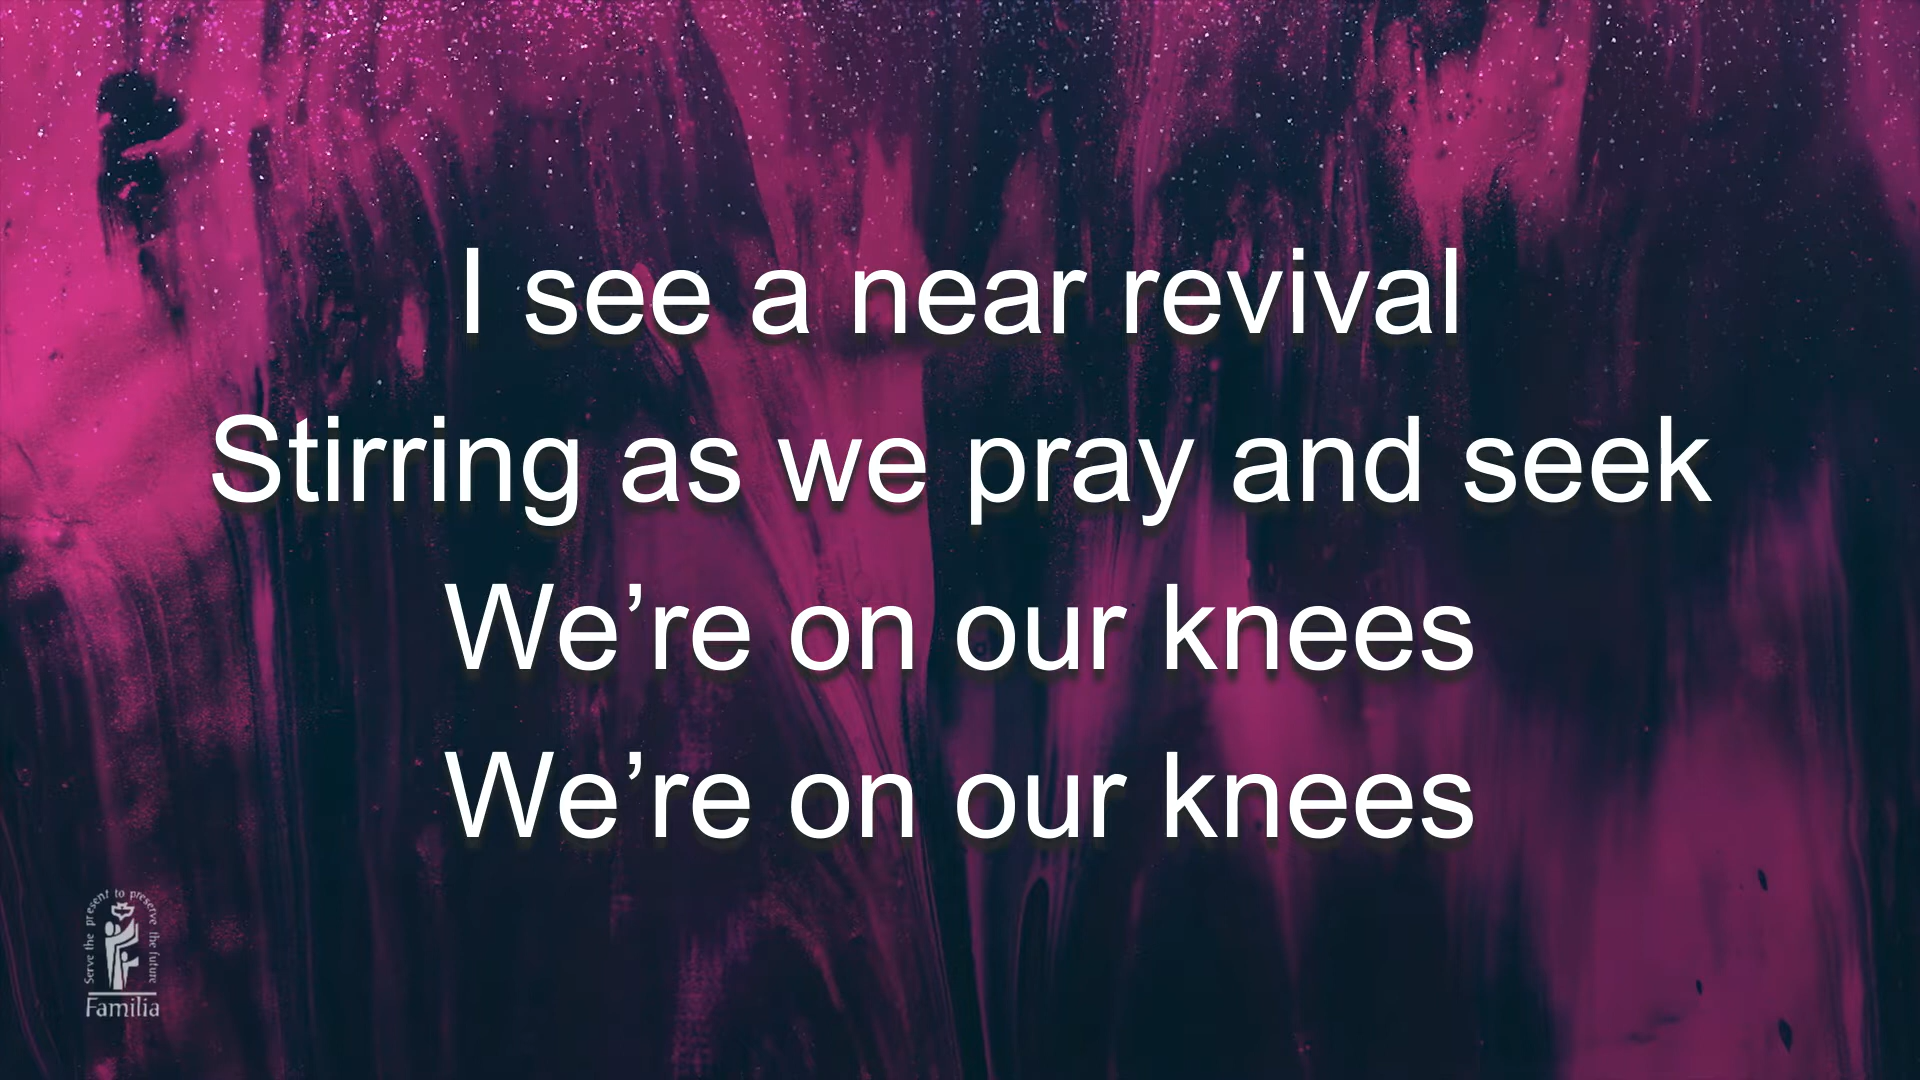 I see a near revival
Stirring as we pray and seek
We’re on our knees
We’re on our knees
Serve the present to preserve the future
Familia